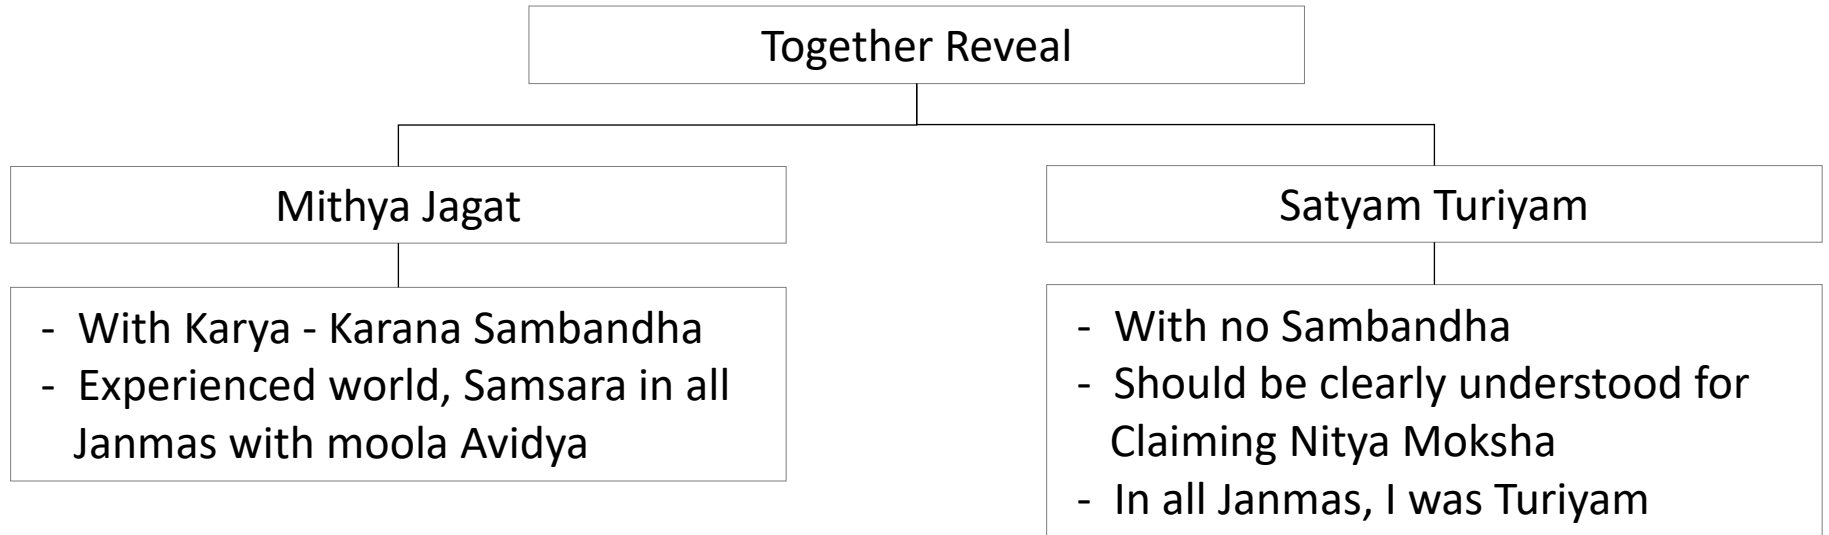 Together Reveal
Mithya Jagat
- With Karya - Karana Sambandha
- Experienced world, Samsara in all
Janmas with moola Avidya
Satyam Turiyam
- With no Sambandha
- Should be clearly understood for
Claiming Nitya Moksha
- In all Janmas, I was Turiyam